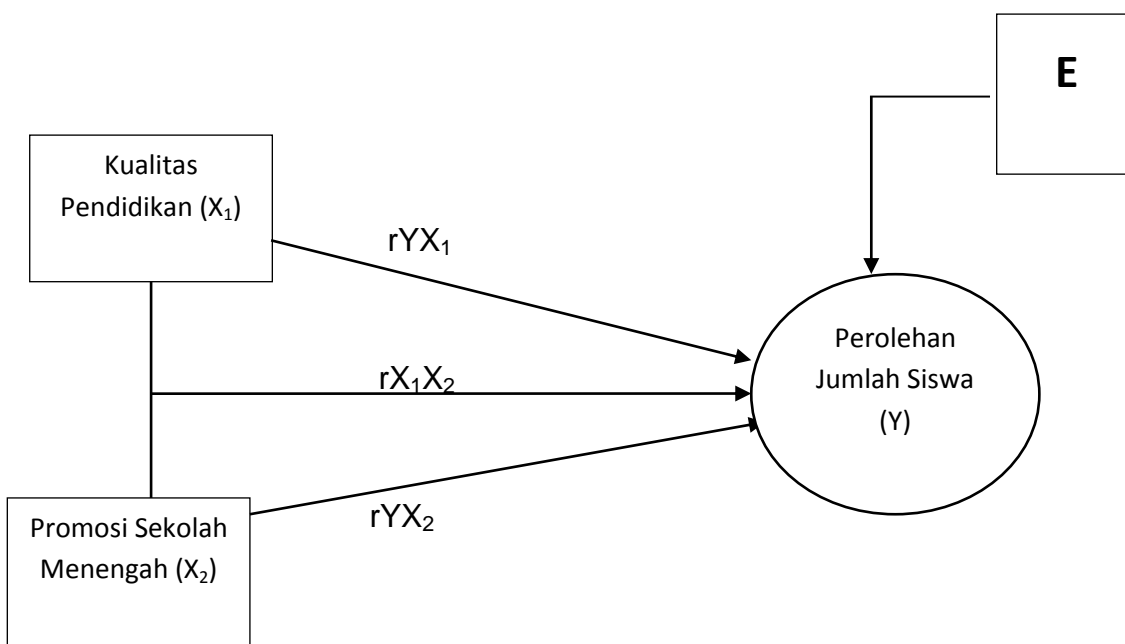 E
Kualitas
Pendidikan (X₁)
rYX₁
Perolehan
Jumlah Siswa
(Y)
rX₁X₂
rYX₂
Promosi Sekolah
Menengah (X₂)